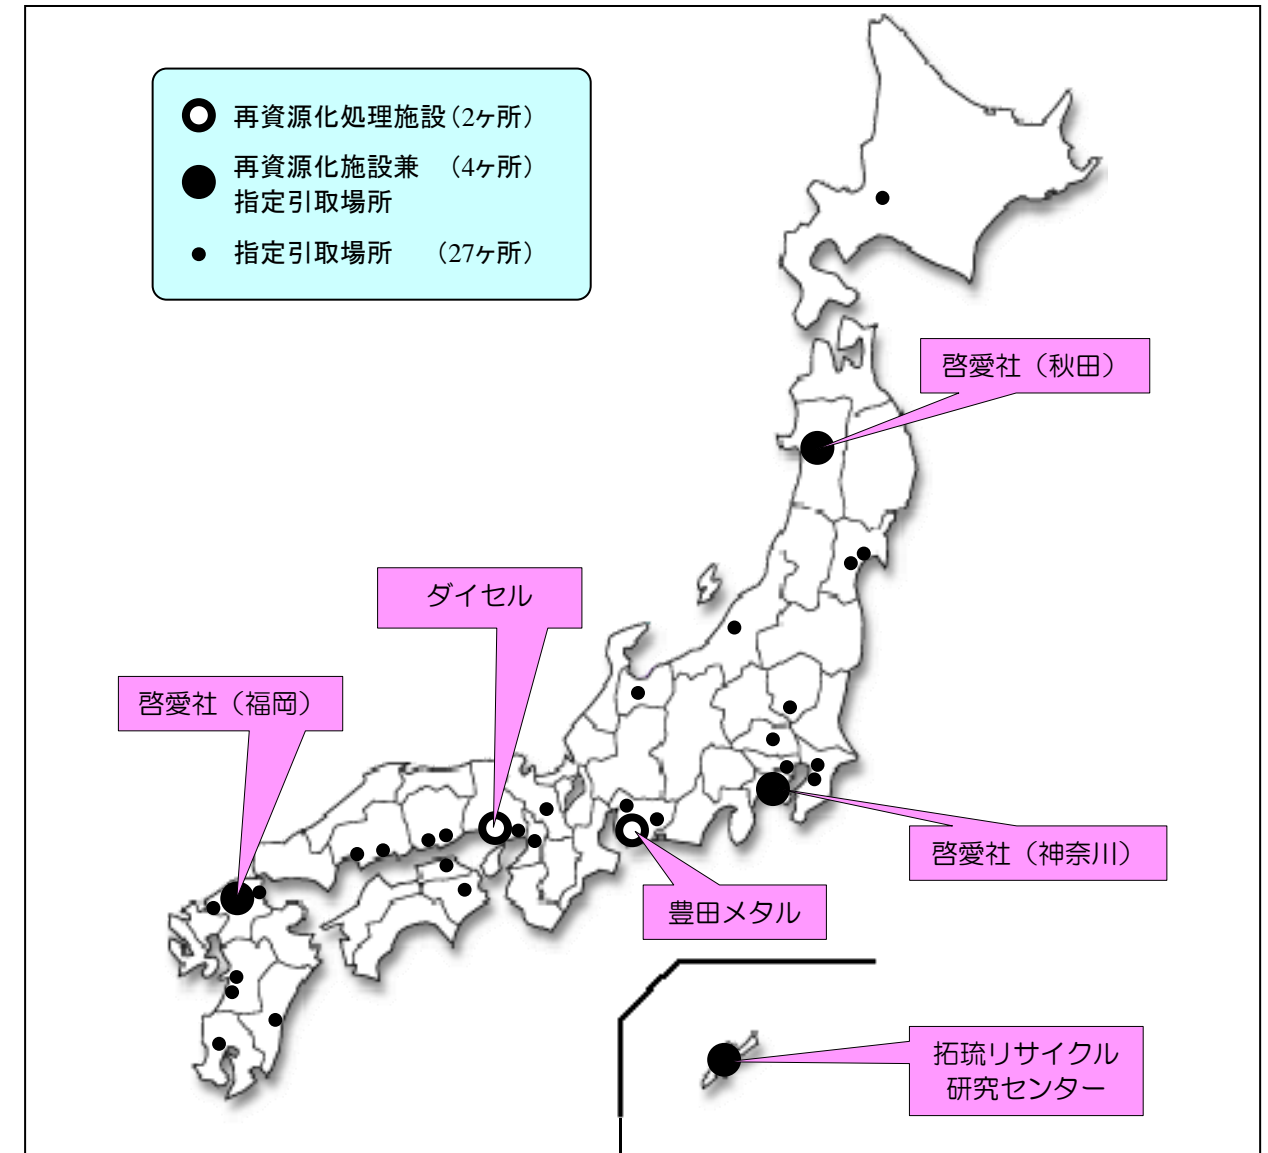 再資源化処理施設(2ヶ所)
再資源化施設兼 (4ヶ所)
指定引取場所
指定引取場所 (27ヶ所)
啓愛社（秋田）
ダイセル
啓愛社（福岡）
啓愛社（神奈川）
豊田メタル
拓琉リサイクル
研究センター